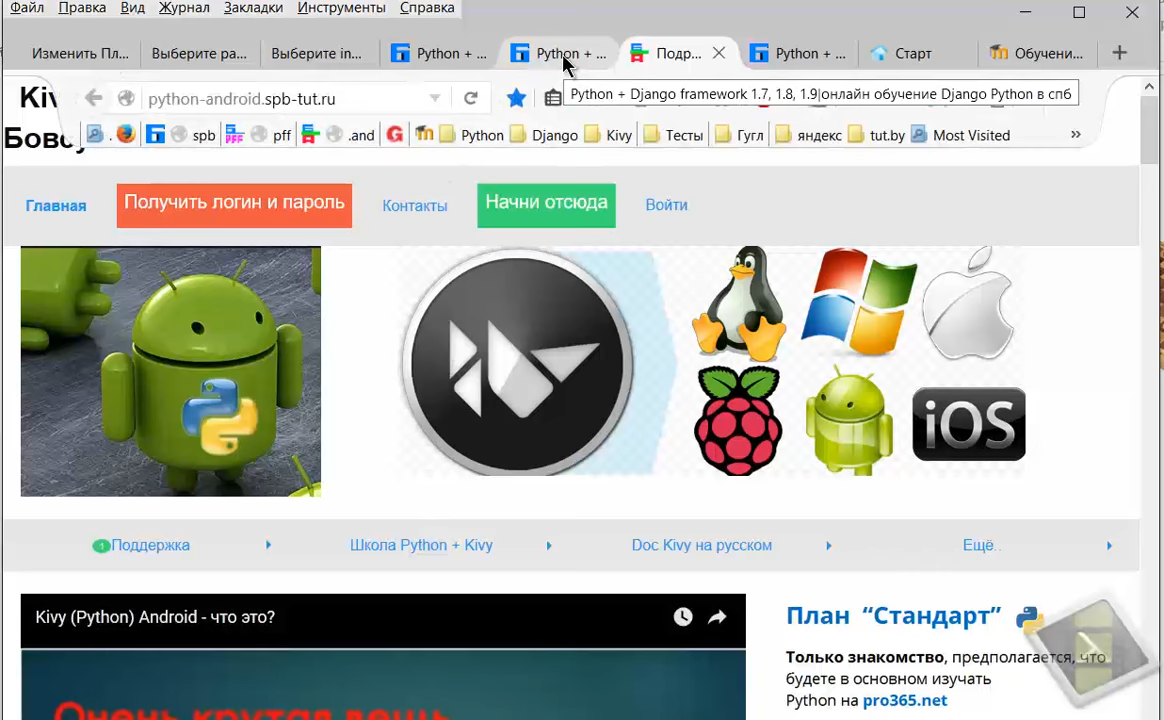 Файл Правка Вид Журнал Закладки Инструменты Справка
Изменить Пл... Выберите ра... Выберите in... Python + ... Python + ... Подр... Python + ... Старт Обучени...
python-android.spb-tut.ru
Python + Django framework 1.7, 1.8, 1.9|онлайн обучение Django Python в спб
. spb pff .and Python Django Kivy Тесты Гугл яндекс tut.by Most Visited »
Главная Получить логин и пароль Контакты Начни отсюда Войти
iOS
1 Поддержка Школа Python + Kivy Doc Kivy на русском Ещё..
Kivy (Python) Android - что это?
Очень крутая вещь
План “Стандарт”
Только знакомство, предполагается, что
будете в основном изучать
Python на pro365.net